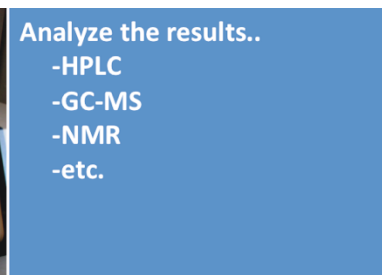 Analyze the results..
-HPLC
-GC-MS
-NMR
-etc.